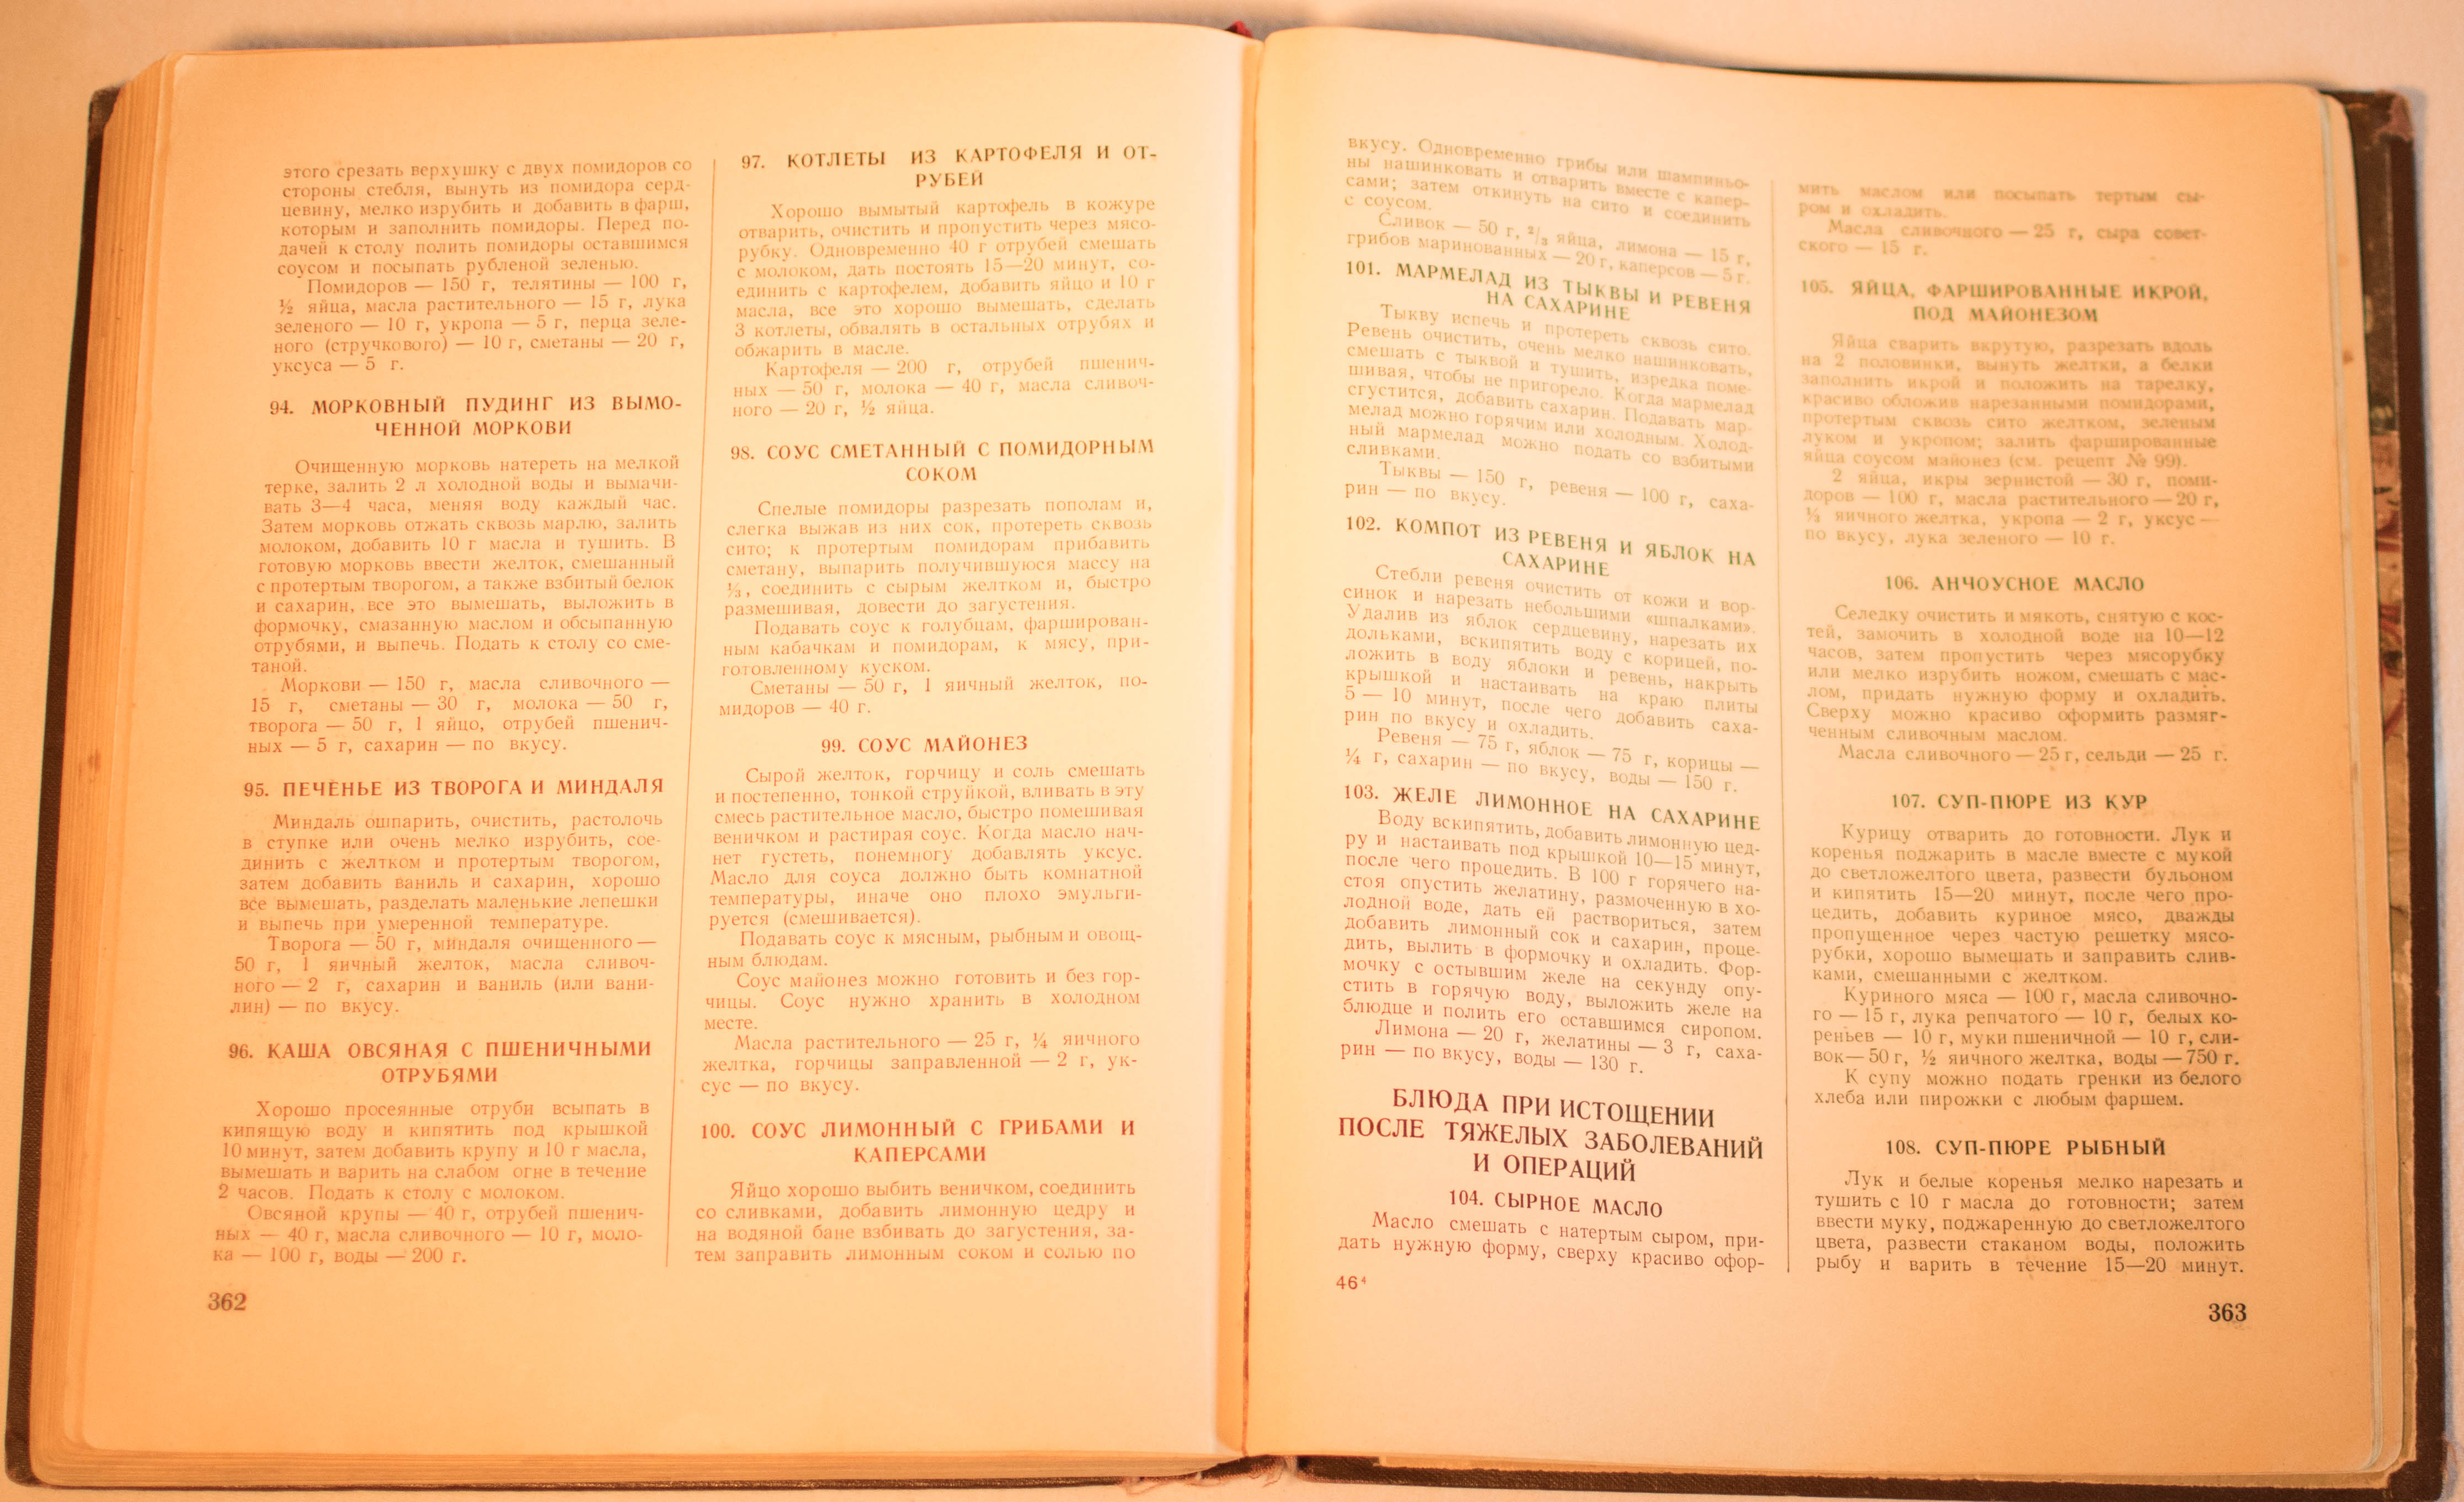 этого срезать верхушку с двух помидоров со
стороны стебля, вынуть из помидора серд-
цевину, мелко изрубить и добавить в фарш,
которым и заполнить помидоры. Перед по-
дачей к столу полить помидоры оставшимся
соусом и посыпать рубленой зеленью.
Помидоров — 150 г, телятины — 100 г,
½ яйца, масла растительного — 15 г, лука
зеленого — 10 г, укропа — 5 г, перца зеле-
ного (стручкового) — 10 г, сметаны — 20 г,
уксуса — 5 г.
94. МОРКОВНЫЙ ПУДИНГ ИЗ ВЫМО-
ЧЕННОЙ МОРКОВИ
Очищенную морковь натереть на мелкой
терке, залить 2 л холодной воды и вымачи-
вать 3—4 часа, меняя воду каждый час.
Затем морковь отжать сквозь марлю, залить
молоком, добавить 10 г масла и тушить. В
готовую морковь ввести желток, смешанный
с протертым творогом, а также взбитый белок
и сахарин, все это вымешать, выложить в
формочку, смазанную маслом и обсыпанную
отрубями, и выпечь. Подать к столу со сме-
таной.
Моркови — 150 г, масла сливочного —
15 г, сметаны — 30 г, молока — 50 г,
творога — 50 г, 1 яйцо, отрубей пшенич-
ных — 5 г, сахарин — по вкусу.
95. ПЕЧЕНЬЕ ИЗ ТВОРОГА И МИНДАЛЯ
Миндаль ошпарить, очистить, растолочь
в ступке или очень мелко изрубить, сое-
динить с желтком и протертым творогом,
затем добавить ваниль и сахарин, хорошо
все вымешать, разделать маленькие лепешки
и выпечь при умеренной температуре.
Творога — 50 г, миндаля очищенного —
50 г, 1 яичный желток, масла сливоч-
ного — 2 г, сахарин и ваниль (или вани-
лин) — по вкусу.
96. КАША ОВСЯНАЯ С ПШЕНИЧНЫМИ
ОТРУБЯМИ
Хорошо просеянные отруби всыпать в
кипящую воду и кипятить под крышкой
10 минут, затем добавить крупу и 10 г масла,
вымешать и варить на слабом огне в течение
2 часов. Подать к столу с молоком.
Овсяной крупы — 40 г, отрубей пшенич-
ных — 40 г, масла сливочного — 10 г, моло-
ка — 100 г, воды — 200 г.
362
97. КОТЛЕТЫ ИЗ КАРТОФЕЛЯ И ОТ-
РУБЕЙ
Хорошо вымытый картофель в кожуре
отварить, очистить и пропустить через мясо-
рубку. Одновременно 40 г отрубей смешать
с молоком, дать постоять 15—20 минут, со-
единить с картофелем, добавить яйцо и 10 г
масла, все это хорошо вымешать, сделать
3 котлеты, обвалять в остальных отрубях и
обжарить в масле.
Картофеля — 200 г, отрубей пшенич-
ных — 50 г, молока — 40 г, масла сливоч-
ного — 20 г, ½ яйца.
98. СОУС СМЕТАННЫЙ С ПОМИДОРНЫМ
СОКОМ
Спелые помидоры разрезать пополам и,
слегка выжав из них сок, протереть сквозь
сито; к протертым помидорам прибавить
сметану, выпарить получившуюся массу на
⅓, соединить с сырым желтком и, быстро
размешивая, довести до загустения.
Подавать соус к голубцам, фарширован-
ным кабачкам и помидорам, к мясу, при-
готовленному куском.
Сметаны — 50 г, 1 яичный желток, по-
мидоров — 40 г.
99. СОУС МАЙОНЕЗ
Сырой желток, горчицу и соль смешать
и постепенно, тонкой струйкой, вливать в эту
смесь растительное масло, быстро помешивая
веничком и растирая соус. Когда масло нач-
нет густеть, понемногу добавлять уксус.
Масло для соуса должно быть комнатной
температуры, иначе оно плохо эмульги-
руется (смешивается).
Подавать соус к мясным, рыбным и овощ-
ным блюдам.
Соус майонез можно готовить и без гор-
чицы. Соус нужно хранить в холодном
месте.
Масла растительного — 25 г, ¼ яичного
желтка, горчицы заправленной — 2 г, ук-
сус — по вкусу.
100. СОУС ЛИМОННЫЙ С ГРИБАМИ И
КАПЕРСАМИ
Яйцо хорошо выбить веничком, соединить
со сливками, добавить лимонную цедру и
на водяной бане взбивать до загустения, за-
тем заправить лимонным соком и солью по
вкусу. Одновременно грибы или шампиньо-
ны нашинковать и отварить вместе с капер-
сами; затем откинуть на сито и соединить
с соусом.
Сливок — 50 г, ²/₃ яйца, лимона — 15 г,
грибов маринованных — 20 г, каперсов — 5 г.
101. МАРМЕЛАД ИЗ ТЫКВЫ И РЕВЕНЯ
НА САХАРИНЕ
Тыкву испечь и протереть сквозь сито.
Ревень очистить, очень мелко нашинковать,
смешать с тыквой и тушить, изредка поме-
шивая, чтобы не пригорело. Когда мармелад
сгустится, добавить сахарин. Подавать мар-
мелад можно горячим или холодным. Холод-
ный мармелад можно подать со взбитыми
сливками.
Тыквы — 150 г, ревеня — 100 г, саха-
рин — по вкусу.
102. КОМПОТ ИЗ РЕВЕНЯ И ЯБЛОК НА
САХАРИНЕ
Стебли ревеня очистить от кожи и вор-
синок и нарезать небольшими «шпалками».
Удалив из яблок сердцевину, нарезать их
дольками, вскипятить воду с корицей, по-
ложить в воду яблоки и ревень, накрыть
крышкой и настаивать на краю плиты
5 — 10 минут, после чего добавить саха-
рин по вкусу и охладить.
Ревеня — 75 г, яблок — 75 г, корицы —
¼ г, сахарин — по вкусу, воды — 150 г.
103. ЖЕЛЕ ЛИМОННОЕ НА САХАРИНЕ
Воду вскипятить, добавить лимонную цед-
ру и настаивать под крышкой 10—15 минут,
после чего процедить. В 100 г горячего на-
стоя опустить желатину, размоченную в хо-
лодной воде, дать ей раствориться, затем
добавить лимонный сок и сахарин, проце-
дить, вылить в формочку и охладить. Фор-
мочку с остывшим желе на секунду опу-
стить в горячую воду, выложить желе на
блюдце и полить его оставшимся сиропом.
Лимона — 20 г, желатины — 3 г, саха-
рин — по вкусу, воды — 130 г.
БЛЮДА ПРИ ИСТОЩЕНИИ
ПОСЛЕ ТЯЖЕЛЫХ ЗАБОЛЕВАНИЙ
И ОПЕРАЦИЙ
104. СЫРНОЕ МАСЛО
Масло смешать с натертым сыром, при-
дать нужную форму, сверху красиво офор-
46⁴
мить маслом или посыпать тертым сы-
ром и охладить.
Масла сливочного — 25 г, сыра совет-
ского — 15 г.
105. ЯЙЦА, ФАРШИРОВАННЫЕ ИКРОЙ,
ПОД МАЙОНЕЗОМ
Яйца сварить вкрутую, разрезать вдоль
на 2 половинки, вынуть желтки, а белки
заполнить икрой и положить на тарелку,
красиво обложив нарезанными помидорами,
протертым сквозь сито желтком, зеленым
луком и укропом; залить фаршированные
яйца соусом майонез (см. рецепт № 99).
2 яйца, икры зернистой — 30 г, поми-
доров — 100 г, масла растительного — 20 г,
⅓ яичного желтка, укропа — 2 г, уксус —
по вкусу, лука зеленого — 10 г.
106. АНЧОУСНОЕ МАСЛО
Селедку очистить и мякоть, снятую с кос-
тей, замочить в холодной воде на 10—12
часов, затем пропустить через мясорубку
или мелко изрубить ножом, смешать с мас-
лом, придать нужную форму и охладить.
Сверху можно красиво оформить размяг-
ченным сливочным маслом.
Масла сливочного — 25 г, сельди — 25 г.
107. СУП-ПЮРЕ ИЗ КУР
Курицу отварить до готовности. Лук и
коренья поджарить в масле вместе с мукой
до светложелтого цвета, развести бульоном
и кипятить 15—20 минут, после чего про-
цедить, добавить куриное мясо, дважды
пропущенное через частую решетку мясо-
рубки, хорошо вымешать и заправить слив-
ками, смешанными с желтком.
Куриного мяса — 100 г, масла сливочно-
го — 15 г, лука репчатого — 10 г, белых ко-
реньев — 10 г, муки пшеничной — 10 г, сли-
вок — 50 г, ½ яичного желтка, воды — 750 г.
К супу можно подать гренки из белого
хлеба или пирожки с любым фаршем.
108. СУП-ПЮРЕ РЫБНЫЙ
Лук и белые коренья мелко нарезать и
тушить с 10 г масла до готовности; затем
ввести муку, поджаренную до светложелтого
цвета, развести стаканом воды, положить
рыбу и варить в течение 15—20 минут.
363